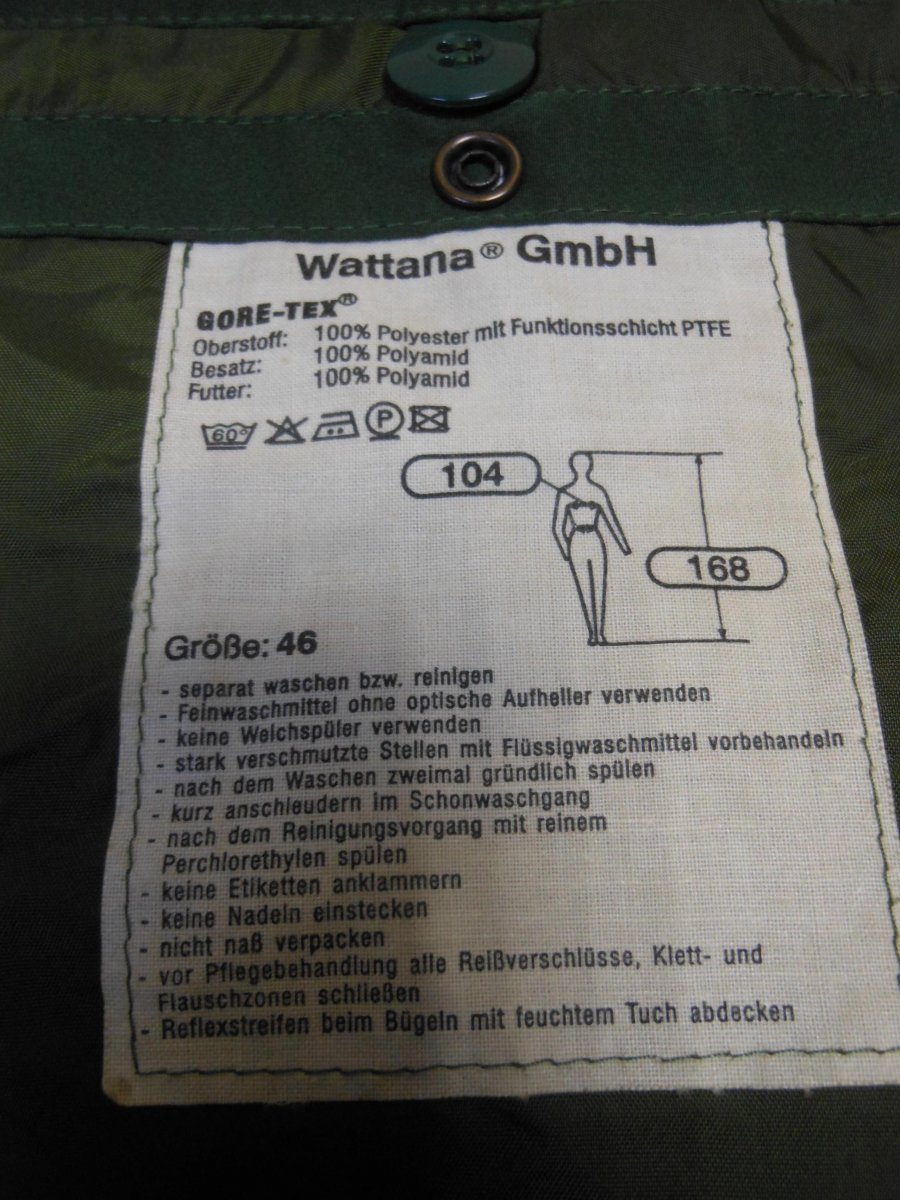 Wattana® GmbH
GORE-TEX®
Oberstoff: 100% Polyester mit Funktionsschicht PTFE
Besatz: 100% Polyamid
Futter: 100% Polyamid
60° P
104
168
Größe: 46
- separat waschen bzw. reinigen
- Feinwaschmittel ohne optische Aufheller verwenden
- keine Weichspüler verwenden
- stark verschmutzte Stellen mit Flüssigwaschmittel vorbehandeln
- nach dem Waschen zweimal gründlich spülen
- kurz anschleudern im Schonwaschgang
- nach dem Reinigungsvorgang mit reinem
Perchlorethylen spülen
- keine Etiketten anklammern
- keine Nadeln einstecken
- nicht naß verpacken
- vor Pflegebehandlung alle Reißverschlüsse, Klett- und
Flauschzonen schließen
- Reflexstreifen beim Bügeln mit feuchtem Tuch abdecken